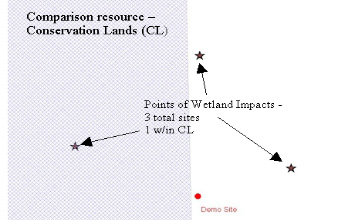 Comparison resource –
Conservation Lands (CL)
Points of Wetland Impacts -
3 total sites
1 w/in CL
Demo Site